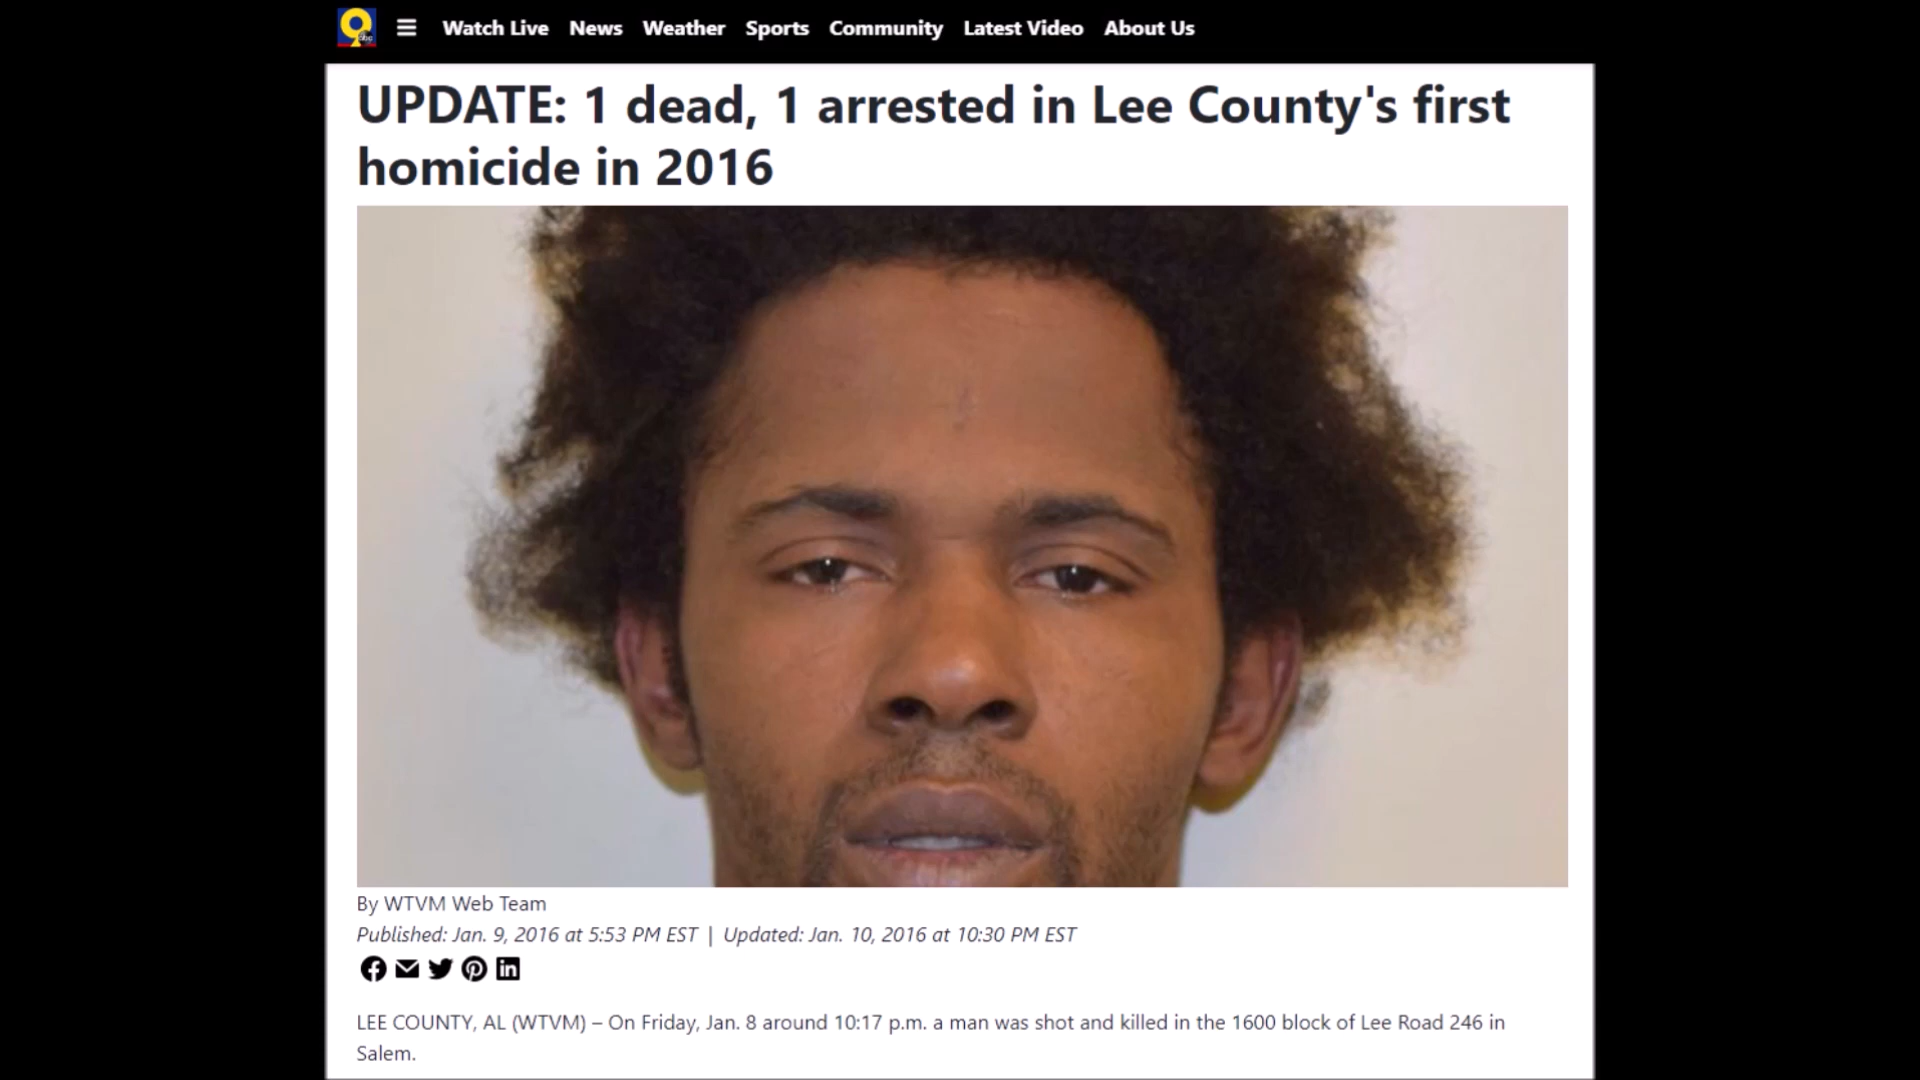 9 abc Watch Live News Weather Sports Community Latest Video About Us
UPDATE: 1 dead, 1 arrested in Lee County's first
homicide in 2016
By WTVM Web Team
Published: Jan. 9, 2016 at 5:53 PM EST | Updated: Jan. 10, 2016 at 10:30 PM EST
LEE COUNTY, AL (WTVM) – On Friday, Jan. 8 around 10:17 p.m. a man was shot and killed in the 1600 block of Lee Road 246 in
Salem.